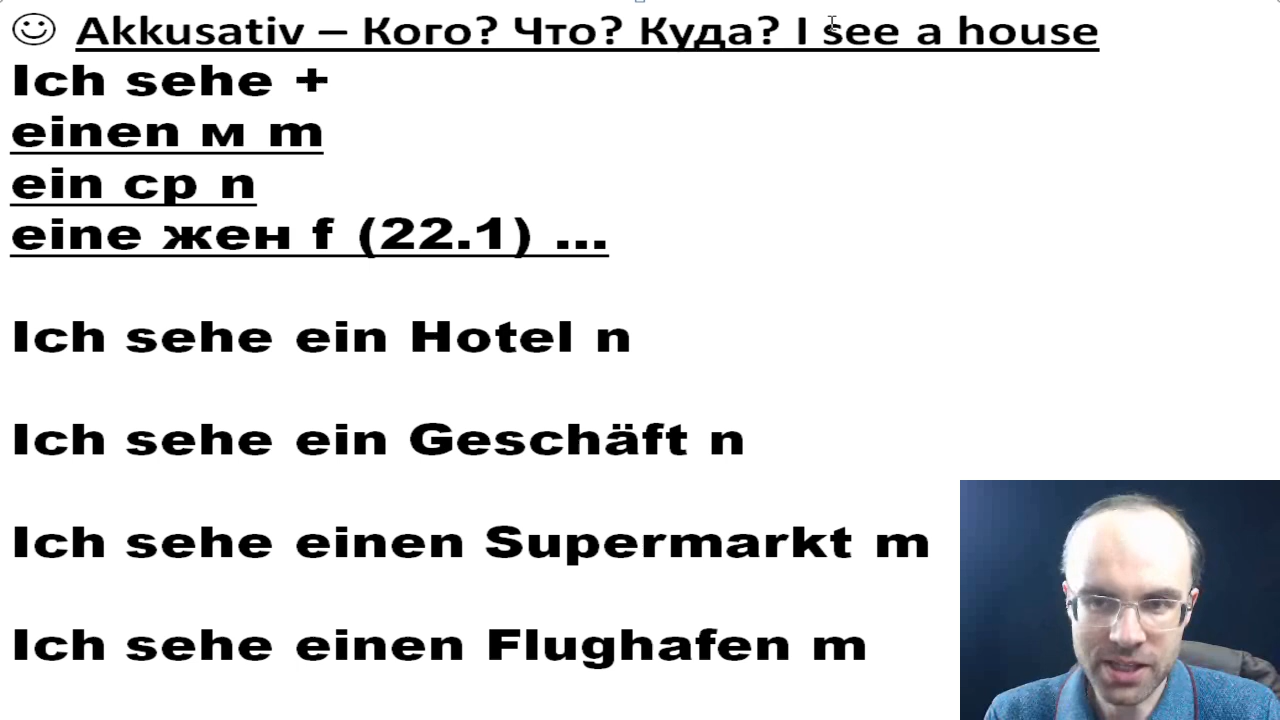 ☺ Akkusativ – Кого? Что? Куда? I see a house
Ich sehe +
einen м m
ein ср n
eine жен f (22.1) ...
Ich sehe ein Hotel n
Ich sehe ein Geschäft n
Ich sehe einen Supermarkt m
Ich sehe einen Flughafen m